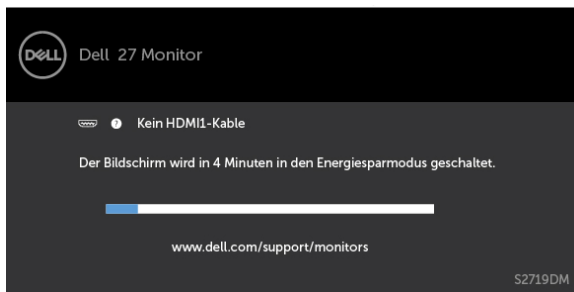 DELL
Dell 27 Monitor
? Kein HDMI1-Kable
Der Bildschirm wird in 4 Minuten in den Energiesparmodus geschaltet.
www.dell.com/support/monitors
S2719DM